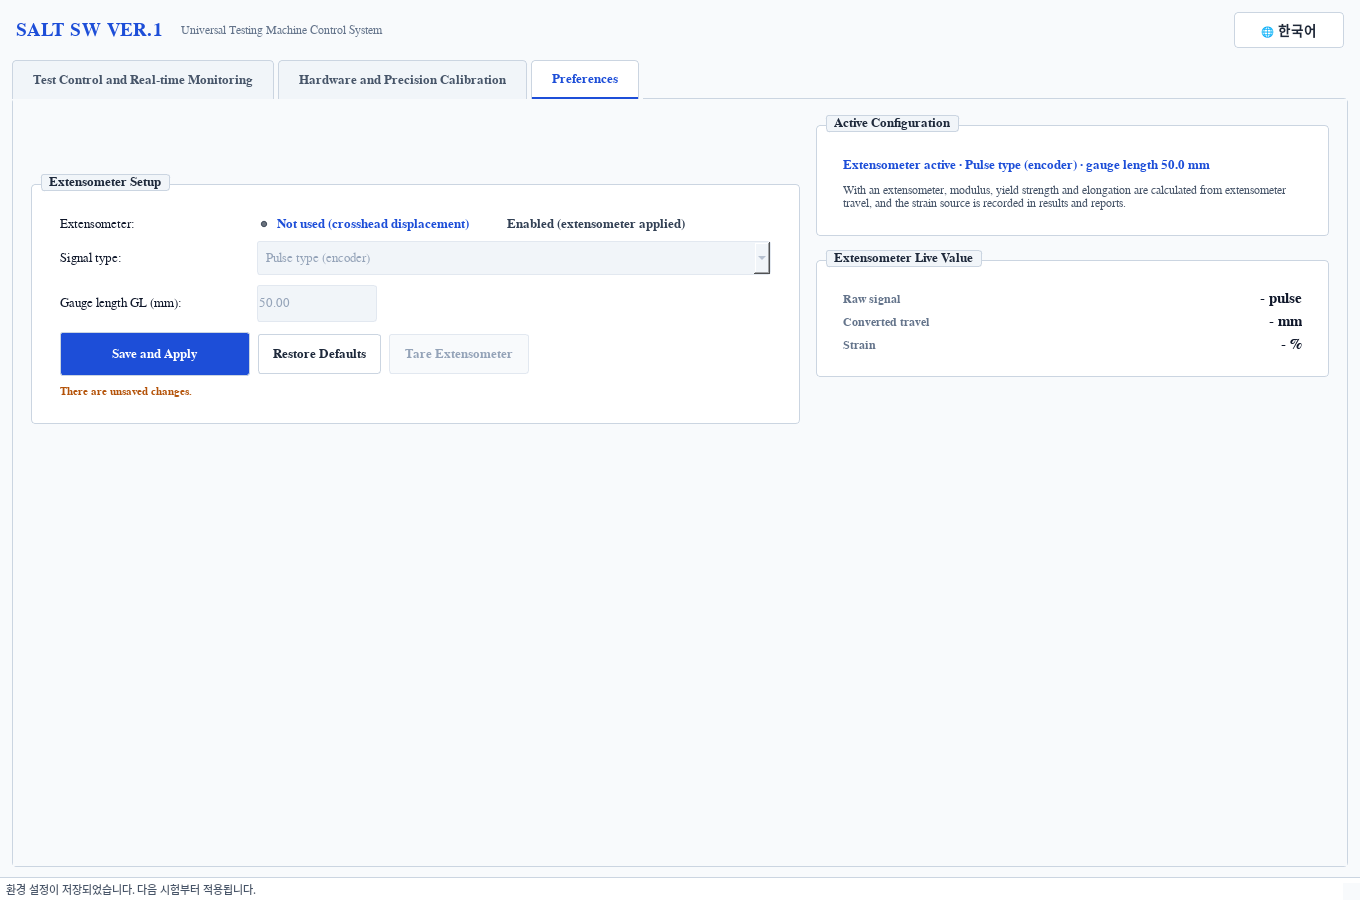 SALT SW VER.1
Universal Testing Machine Control System
🌐 한국어
Test Control and Real-time Monitoring
Hardware and Precision Calibration
Preferences
Extensometer Setup
Extensometer:
Not used (crosshead displacement)
Enabled (extensometer applied)
Signal type:
Pulse type (encoder)
Gauge length GL (mm):
50.00
Save and Apply
Restore Defaults
Tare Extensometer
There are unsaved changes.
Active Configuration
Extensometer active · Pulse type (encoder) · gauge length 50.0 mm
With an extensometer, modulus, yield strength and elongation are calculated from extensometer
travel, and the strain source is recorded in results and reports.
Extensometer Live Value
Raw signal
- pulse
Converted travel
- mm
Strain
- %
환경 설정이 저장되었습니다. 다음 시험부터 적용됩니다.